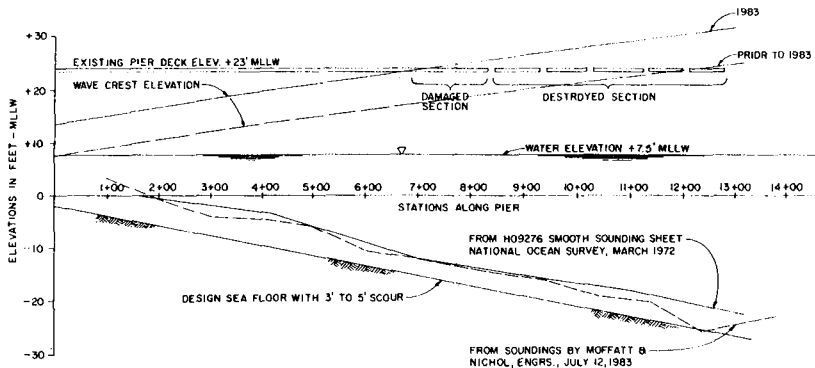 1983
+30
EXISTING PIER DECK ELEV. +23' MLLW
PRIOR TO 1983
+20
WAVE CREST ELEVATION
DAMAGED
SECTION
DESTROYED SECTION
+10
WATER ELEVATION +7.5' MLLW
0
1+00 2+00 3+00 4+00 5+00 6+00 7+00 8+00 9+00 10+00 11+00 12+00 13+00 14+00
STATIONS ALONG PIER
ELEVATIONS IN FEET - MLLW
-10
FROM H09276 SMOOTH SOUNDING SHEET
NATIONAL OCEAN SURVEY, MARCH 1972
-20
DESIGN SEA FLOOR WITH 3' TO 5' SCOUR
-30
FROM SOUNDINGS BY MOFFATT &
NICHOL, ENGRS., JULY 12, 1983